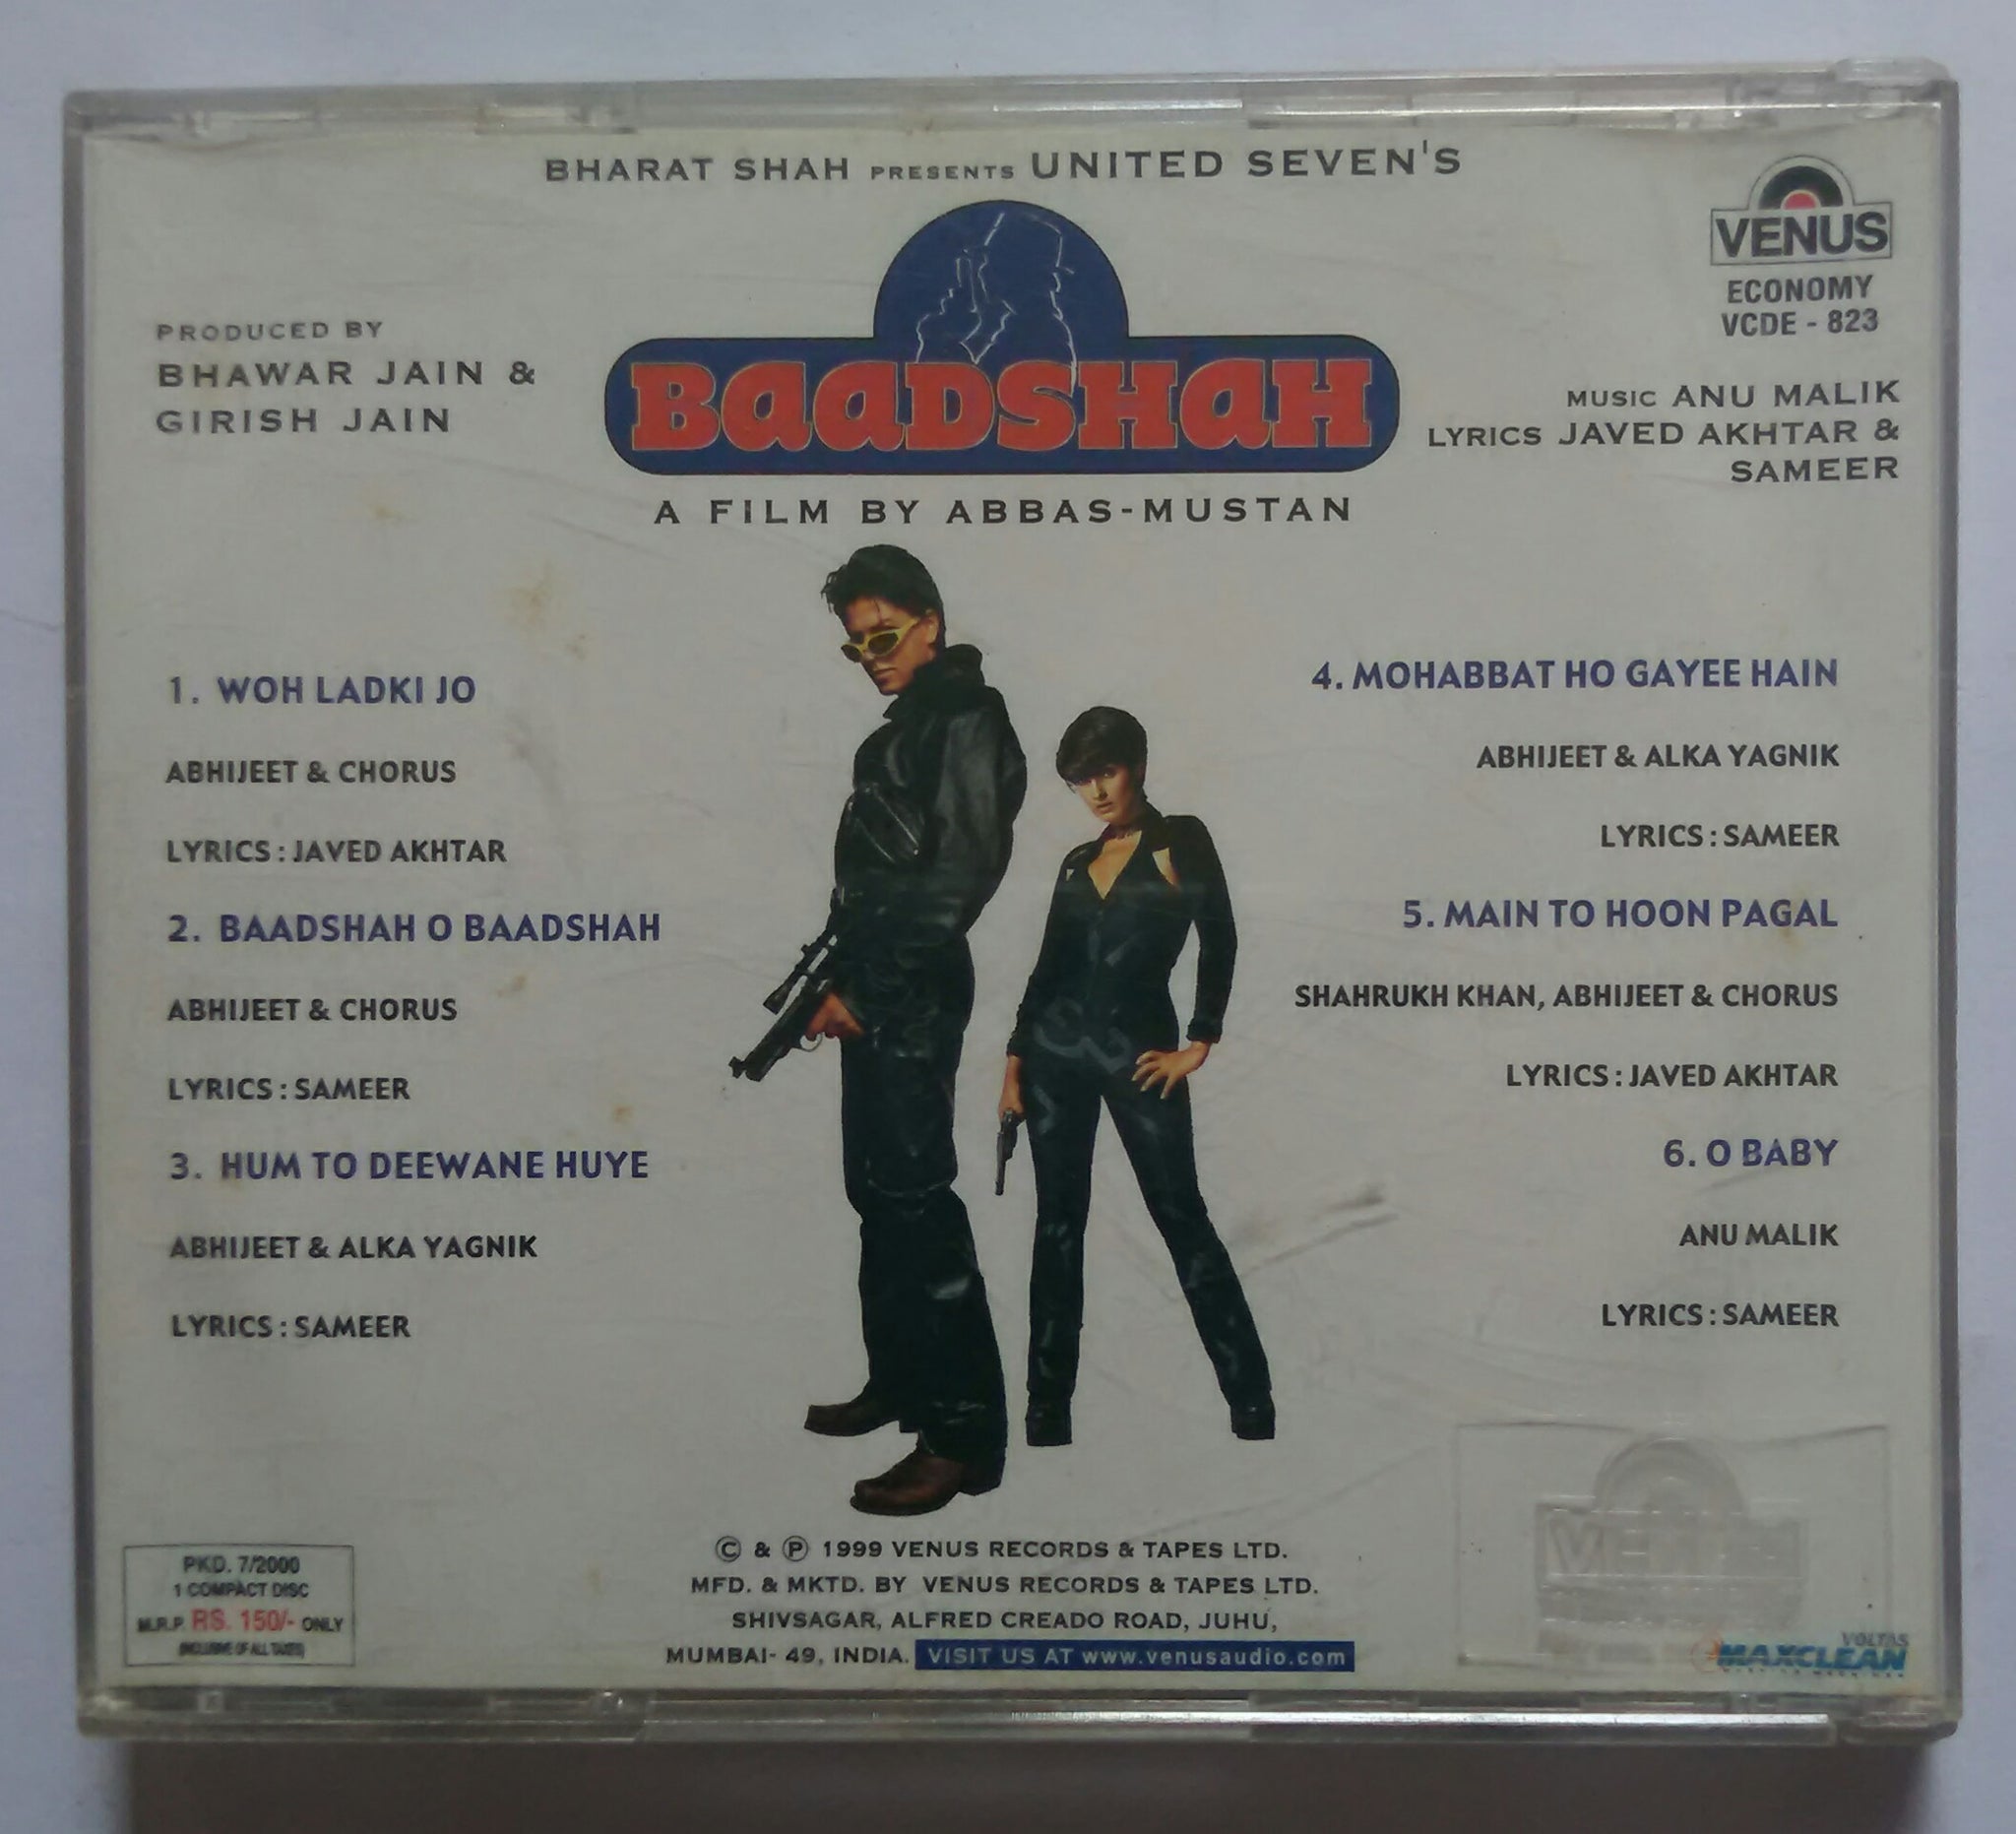 BHARAT SHAH PRESENTS UNITED SEVEN'S
VENUS
ECONOMY
VCDE - 823
PRODUCED BY
BHAWAR JAIN &
GIRISH JAIN
BAADSHAH
MUSIC ANU MALIK
LYRICS JAVED AKHTAR &
SAMEER
A FILM BY ABBAS-MUSTAN
1. WOH LADKI JO
ABHIJEET & CHORUS
LYRICS : JAVED AKHTAR
2. BAADSHAH O BAADSHAH
ABHIJEET & CHORUS
LYRICS : SAMEER
3. HUM TO DEEWANE HUYE
ABHIJEET & ALKA YAGNIK
LYRICS : SAMEER
4. MOHABBAT HO GAYEE HAIN
ABHIJEET & ALKA YAGNIK
LYRICS : SAMEER
5. MAIN TO HOON PAGAL
SHAHRUKH KHAN, ABHIJEET & CHORUS
LYRICS : JAVED AKHTAR
6. O BABY
ANU MALIK
LYRICS : SAMEER
PKD. 7/2000
1 COMPACT DISC
M.R.P. RS. 150/- ONLY
(INCLUSIVE OF ALL TAXES)
© & ℗ 1999 VENUS RECORDS & TAPES LTD.
MFD. & MKTD. BY VENUS RECORDS & TAPES LTD.
SHIVSAGAR, ALFRED CREADO ROAD, JUHU,
MUMBAI- 49, INDIA. VISIT US AT www.venusaudio.com
VENUS
VOLTAS
MAXCLEAN